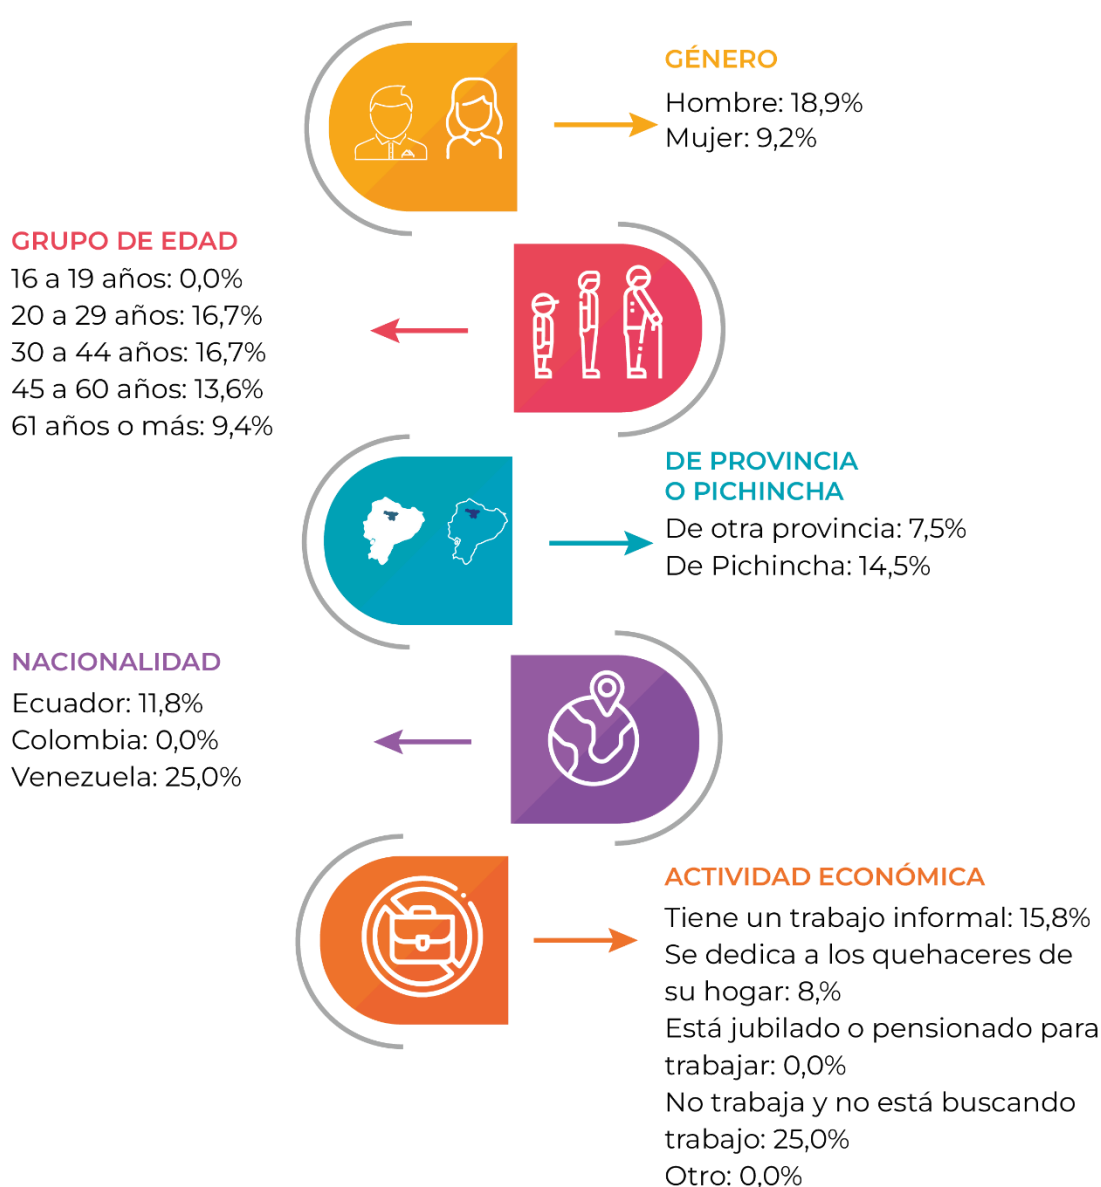 GÉNERO
Hombre: 18,9%
Mujer: 9,2%
GRUPO DE EDAD
16 a 19 años: 0,0%
20 a 29 años: 16,7%
30 a 44 años: 16,7%
45 a 60 años: 13,6%
61 años o más: 9,4%
DE PROVINCIA
O PICHINCHA
De otra provincia: 7,5%
De Pichincha: 14,5%
NACIONALIDAD
Ecuador: 11,8%
Colombia: 0,0%
Venezuela: 25,0%
ACTIVIDAD ECONÓMICA
Tiene un trabajo informal: 15,8%
Se dedica a los quehaceres de
su hogar: 8,%
Está jubilado o pensionado para
trabajar: 0,0%
No trabaja y no está buscando
trabajo: 25,0%
Otro: 0,0%